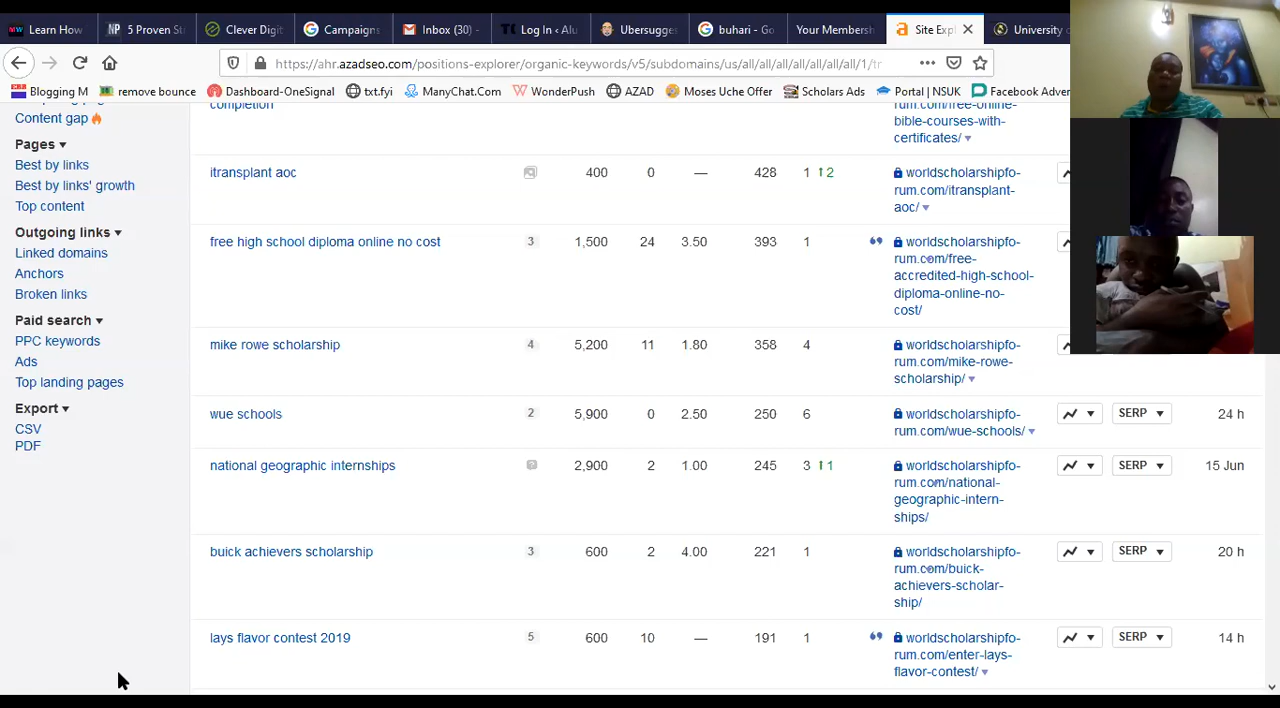 Learn How
5 Proven St
Clever Digit
Campaigns
Inbox (30) -
Log In ‹ Alu
Ubersugges
buhari - Go
Your Members
Site Exp
University o
https://ahr.azadseo.com/positions-explorer/organic-keywords/v5/subdomains/us/all/all/all/all/all/all/all/1/tr
Blogging M
remove bounce
Dashboard-OneSignal
txt.fyi
ManyChat.Com
WonderPush
AZAD
Moses Uche Offer
Scholars Ads
Portal | NSUK
Facebook Adver
Content gap
Pages
Best by links
Best by links' growth
Top content
Outgoing links
Linked domains
Anchors
Broken links
Paid search
PPC keywords
Ads
Top landing pages
Export
CSV
PDF
completion
rum.com/free-online-
bible-courses-with-
certificates/
itransplant aoc 400 0 — 428 1 ↑2 worldscholarshipfo-
rum.com/itransplant-
aoc/
free high school diploma online no cost 3 1,500 24 3.50 393 1 worldscholarshipfo-
rum.com/free-
accredited-high-school-
diploma-online-no-
cost/
mike rowe scholarship 4 5,200 11 1.80 358 4 worldscholarshipfo-
rum.com/mike-rowe-
scholarship/
wue schools 2 5,900 0 2.50 250 6 worldscholarshipfo- SERP 24 h
rum.com/wue-schools/
national geographic internships ? 2,900 2 1.00 245 3 ↑1 worldscholarshipfo- SERP 15 Jun
rum.com/national-
geographic-intern-
ships/
buick achievers scholarship 3 600 2 4.00 221 1 worldscholarshipfo- SERP 20 h
rum.com/buick-
achievers-scholar-
ship/
lays flavor contest 2019 5 600 10 — 191 1 worldscholarshipfo- SERP 14 h
rum.com/enter-lays-
flavor-contest/